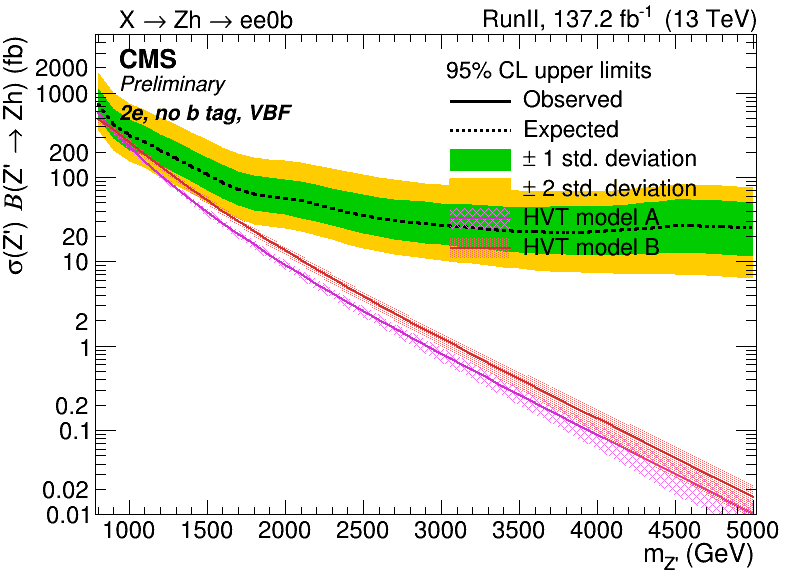 X → Zh → ee0b
RunII, 137.2 fb⁻¹ (13 TeV)
σ(Z') B(Z' → Zh) (fb)
CMS
Preliminary
2e, no b tag, VBF
95% CL upper limits
Observed
Expected
± 1 std. deviation
± 2 std. deviation
HVT model A
HVT model B
2000
1000
200
100
20
10
2
1
0.2
0.1
0.02
0.01
1000 1500 2000 2500 3000 3500 4000 4500 5000
m_Z' (GeV)